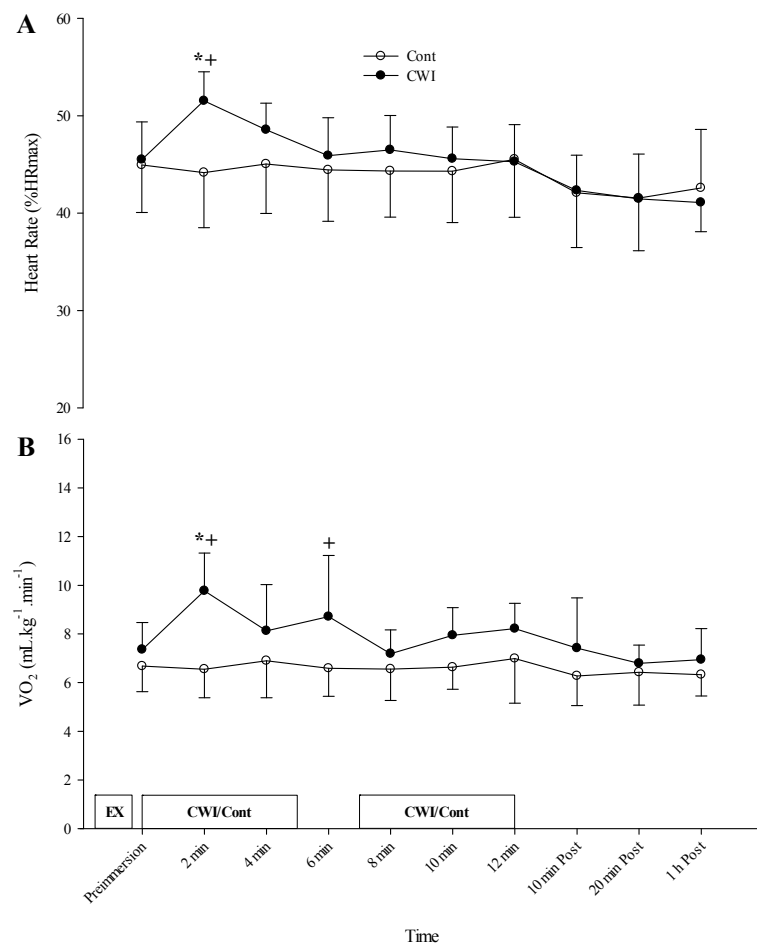 A
60
50
40
30
20
Heart Rate (%HRmax)
*+
Cont
CWI
B
16
14
12
10
8
6
4
2
0
VO₂ (mL.kg⁻¹.min⁻¹)
*+
+
EX
CWI/Cont
CWI/Cont
Preimmersion
2 min
4 min
6 min
8 min
10 min
12 min
10 min Post
20 min Post
1 h Post
Time